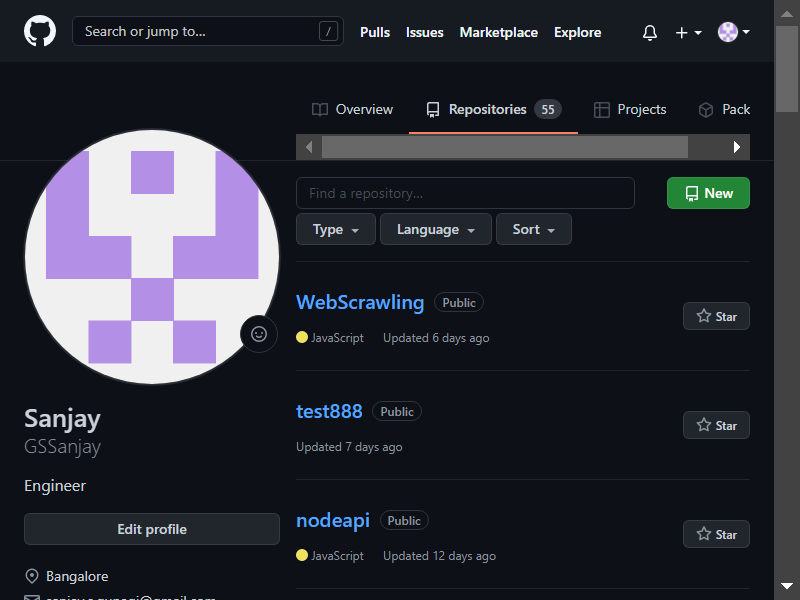 Search or jump to... /
Pulls Issues Marketplace Explore
Overview Repositories 55 Projects Pack
Find a repository...
New
Type Language Sort
WebScrawling Public
Star
JavaScript Updated 6 days ago
test888 Public
Star
Updated 7 days ago
nodeapi Public
Star
JavaScript Updated 12 days ago
Sanjay
GSSanjay
Engineer
Edit profile
Bangalore